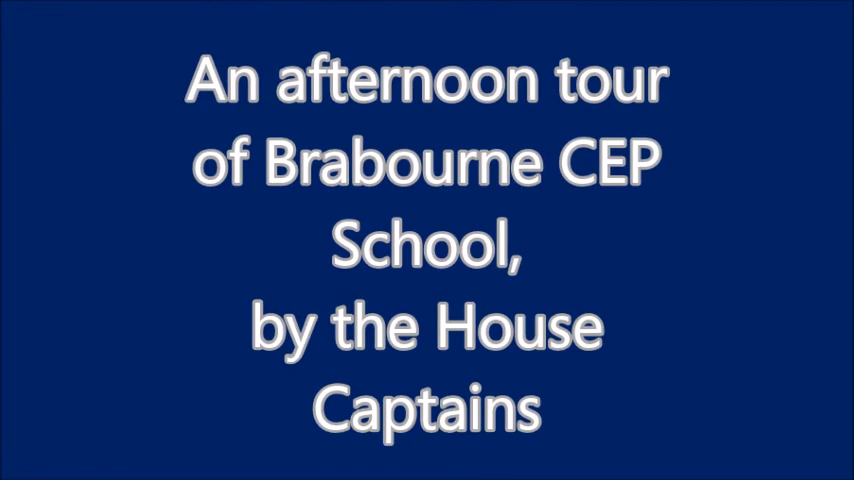 An afternoon tour
of Brabourne CEP
School,
by the House
Captains